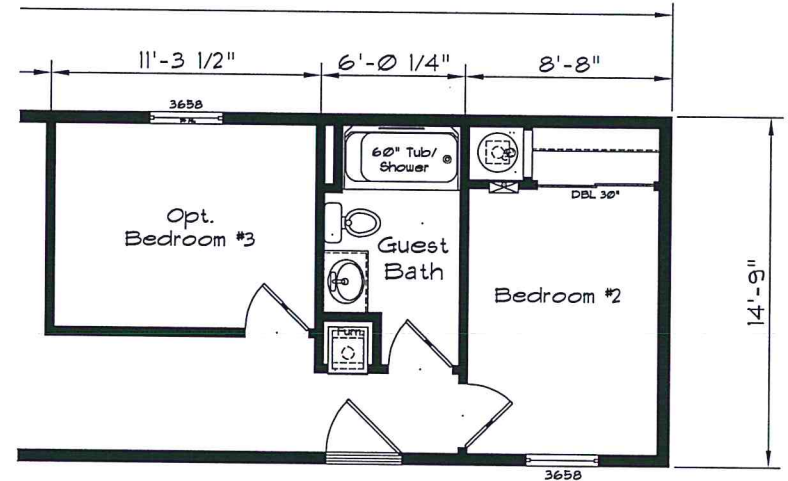 11'-3 1/2"
6'-0 1/4"
8'-8"
3658
60" Tub/
Shower
DBL 30"
Opt.
Bedroom #3
Guest
Bath
Bedroom #2
14'-9"
Furn
3658